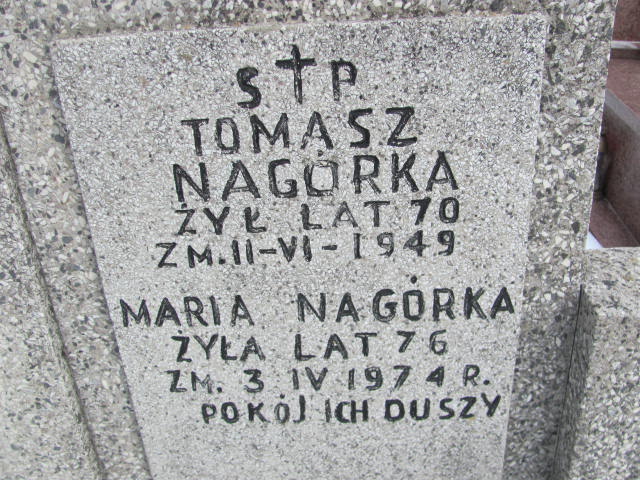 S † P.
TOMASZ
NAGÓRKA
ŻYŁ LAT 70
ZM. 11-VI-1949
MARIA NAGÓRKA
ŻYŁA LAT 76
ZM. 3 IV 1974 R.
POKÓJ ICH DUSZY